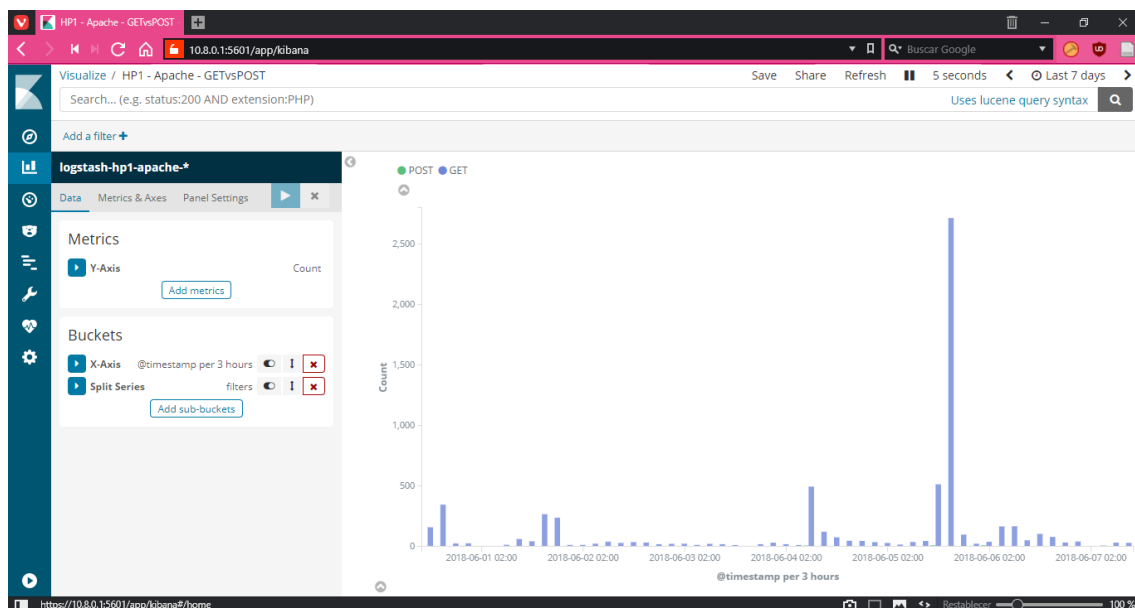 HP1 - Apache - GETvsPOST -
10.8.0.1:5601/app/kibana
Buscar Google
Visualize / HP1 - Apache - GETvsPOST
Save Share Refresh 5 seconds Last 7 days
Search... (e.g. status:200 AND extension:PHP)
Uses lucene query syntax
Add a filter +
logstash-hp1-apache-*
Data Metrics & Axes Panel Settings
Metrics
Y-Axis Count
Add metrics
Buckets
X-Axis @timestamp per 3 hours
Split Series filters
Add sub-buckets
POST GET
2,500
2,000
1,500
1,000
500
0
Count
2018-06-01 02:00 2018-06-02 02:00 2018-06-03 02:00 2018-06-04 02:00 2018-06-05 02:00 2018-06-06 02:00 2018-06-07 02:00
@timestamp per 3 hours
https://10.8.0.1:5601/app/kibana#/home
Restablecer
100 %